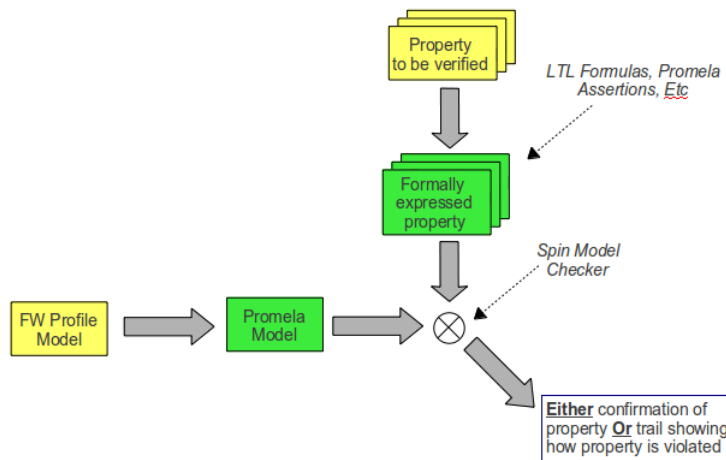 Property
to be verified
LTL Formulas, Promela
Assertions, Etc
Formally
expressed
property
Spin Model
Checker
FW Profile
Model
Promela
Model
Either confirmation of
property Or trail showing
how property is violated